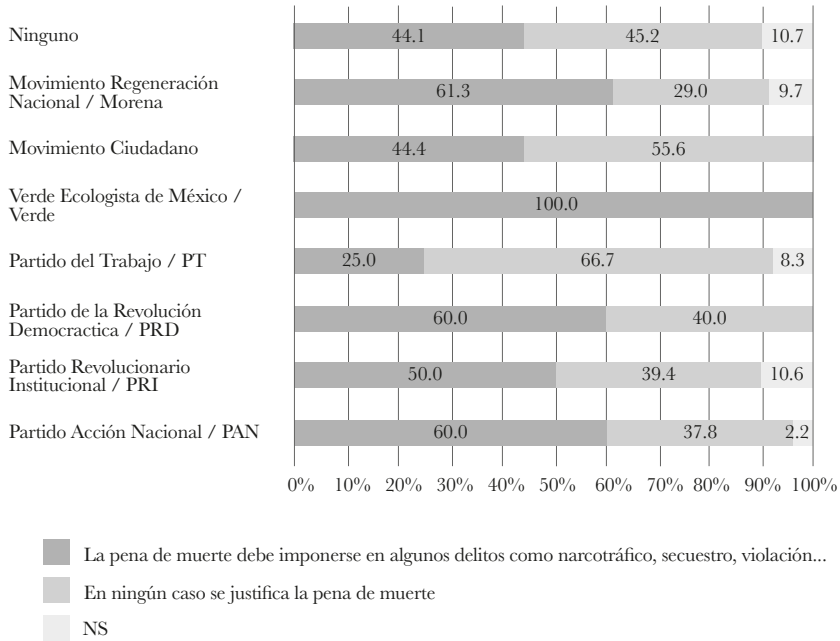 Ninguno
44.1 45.2 10.7
Movimiento Regeneración
Nacional / Morena
61.3 29.0 9.7
Movimiento Ciudadano
44.4 55.6
Verde Ecologista de México /
Verde
100.0
Partido del Trabajo / PT
25.0 66.7 8.3
Partido de la Revolución
Democractica / PRD
60.0 40.0
Partido Revolucionario
Institucional / PRI
50.0 39.4 10.6
Partido Acción Nacional / PAN
60.0 37.8 2.2
0% 10% 20% 30% 40% 50% 60% 70% 80% 90% 100%
La pena de muerte debe imponerse en algunos delitos como narcotráfico, secuestro, violación...
En ningún caso se justifica la pena de muerte
NS